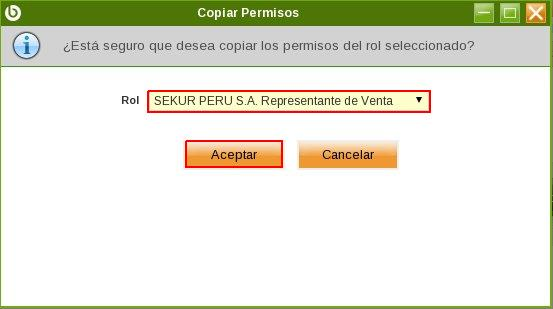 Copiar Permisos
¿Está seguro que desea copiar los permisos del rol seleccionado?
Rol SEKUR PERU S.A. Representante de Venta
Aceptar Cancelar